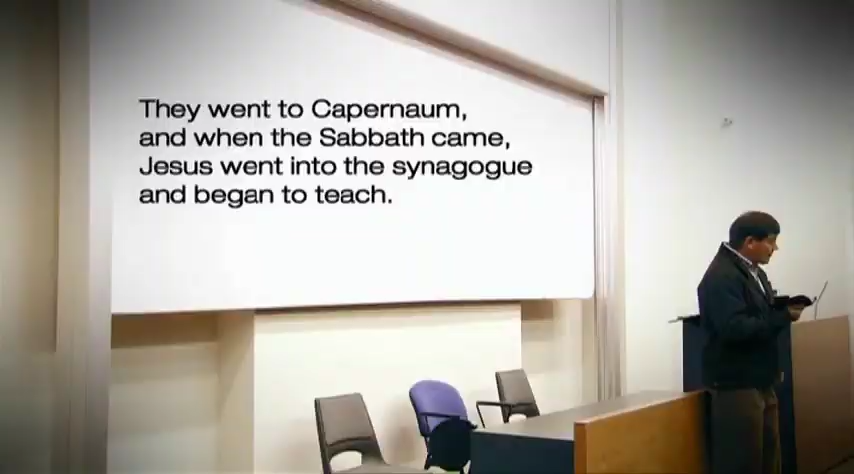 They went to Capernaum,
and when the Sabbath came,
Jesus went into the synagogue
and began to teach.